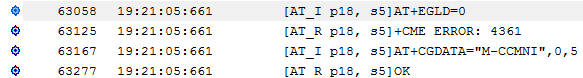 63058 19:21:05:661 [AT_I p18, s5]AT+EGLD=0
63125 19:21:05:661 [AT_R p18, s5]+CME ERROR: 4361
63167 19:21:05:661 [AT_I p18, s5]AT+CGDATA="M-CCMNI",0,5
63277 19:21:05:661 [AT_R p18, s5]OK